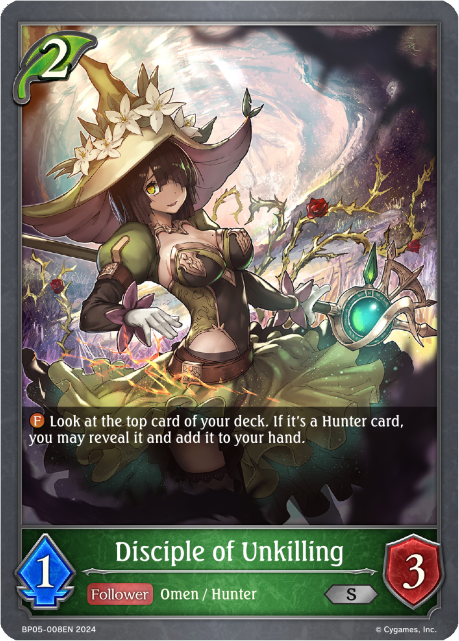 2
F Look at the top card of your deck. If it's a Hunter card,
you may reveal it and add it to your hand.
Disciple of Unkilling
1
Follower Omen / Hunter
S
3
BP05-008EN 2024
© Cygames, Inc.